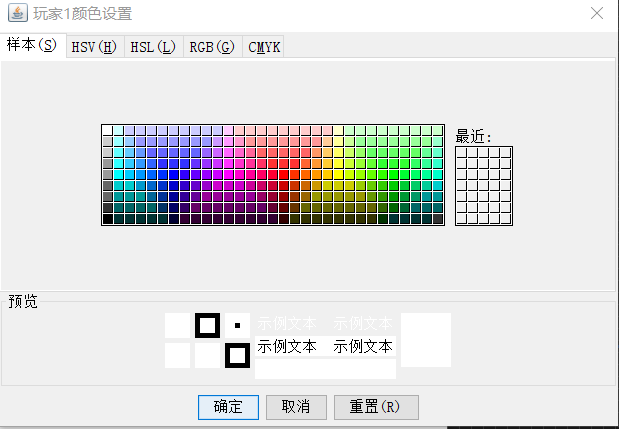 玩家1颜色设置
样本(S) HSV(H) HSL(L) RGB(G) CMYK
最近:
预览
示例文本 示例文本
示例文本 示例文本
确定 取消 重置(R)